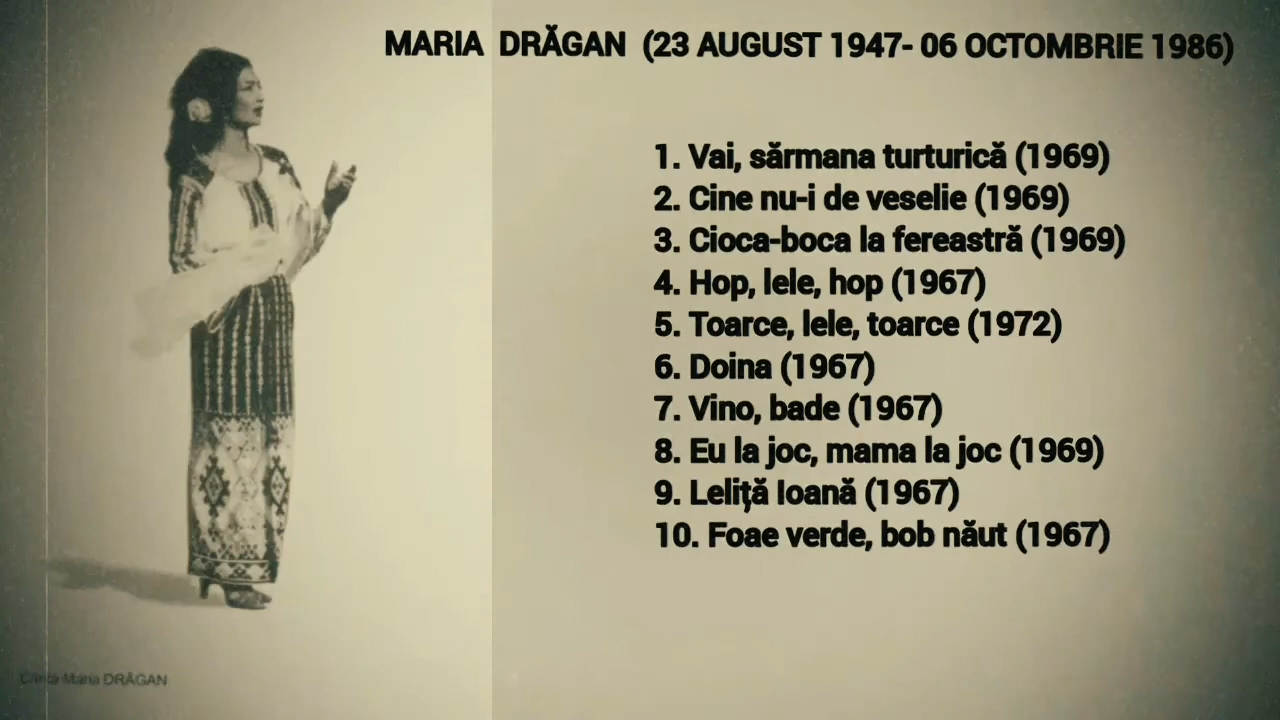 MARIA DRĂGAN (23 AUGUST 1947- 06 OCTOMBRIE 1986)
1. Vai, sărmana turturică (1969)
2. Cine nu-i de veselie (1969)
3. Cioca-boca la fereastră (1969)
4. Hop, lele, hop (1967)
5. Toarce, lele, toarce (1972)
6. Doina (1967)
7. Vino, bade (1967)
8. Eu la joc, mama la joc (1969)
9. Leliță Ioană (1967)
10. Foae verde, bob năut (1967)
Maria DRĂGAN